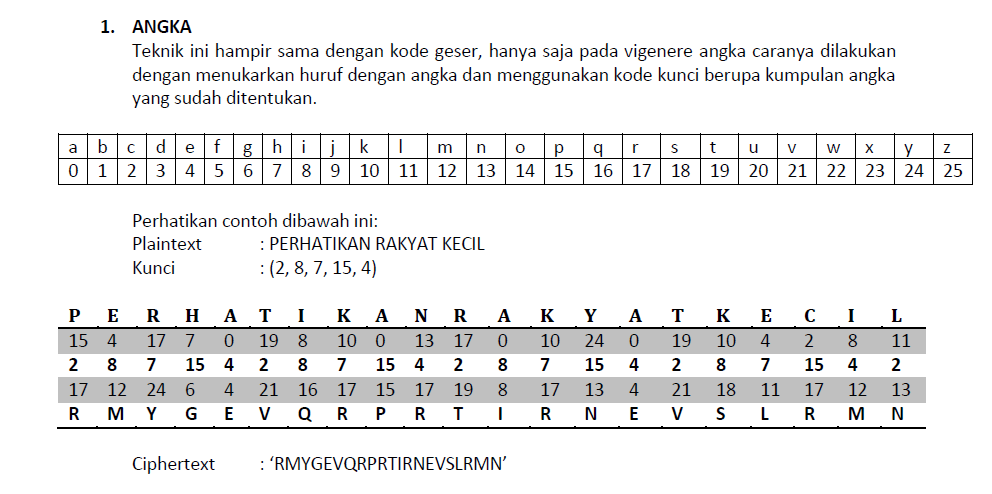 1. ANGKA
Teknik ini hampir sama dengan kode geser, hanya saja pada vigenere angka caranya dilakukan
dengan menukarkan huruf dengan angka dan menggunakan kode kunci berupa kumpulan angka
yang sudah ditentukan.
a b c d e f g h i j k l m n o p q r s t u v w x y z
0 1 2 3 4 5 6 7 8 9 10 11 12 13 14 15 16 17 18 19 20 21 22 23 24 25
Perhatikan contoh dibawah ini:
Plaintext : PERHATIKAN RAKYAT KECIL
Kunci : (2, 8, 7, 15, 4)
P E R H A T I K A N R A K Y A T K E C I L
15 4 17 7 0 19 8 10 0 13 17 0 10 24 0 19 10 4 2 8 11
2 8 7 15 4 2 8 7 15 4 2 8 7 15 4 2 8 7 15 4 2
17 12 24 6 4 21 16 17 15 17 19 8 17 13 4 21 18 11 17 12 13
R M Y G E V Q R P R T I R N E V S L R M N
Ciphertext : ‘RMYGEVQRPRTIRNEVSLRMN’